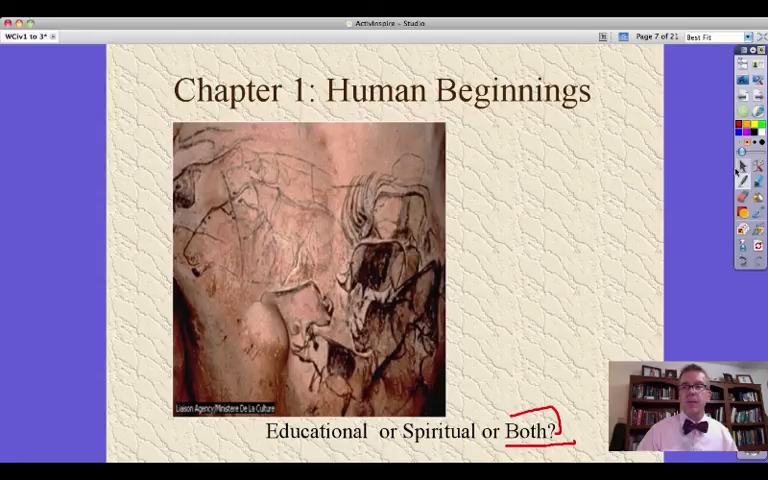 ActivInspire - Studio
WCiv1 to 3*
Page 7 of 21
Best Fit
Chapter 1: Human Beginnings
Liaison Agency/Ministere De La Culture
Educational or Spiritual or Both?